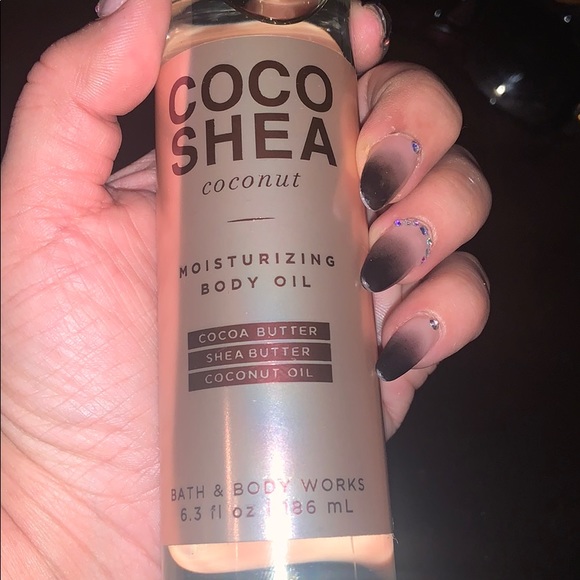 COCO
SHEA
coconut
MOISTURIZING
BODY OIL
COCOA BUTTER
SHEA BUTTER
COCONUT OIL
BATH & BODY WORKS
6.3 fl oz | 186 mL